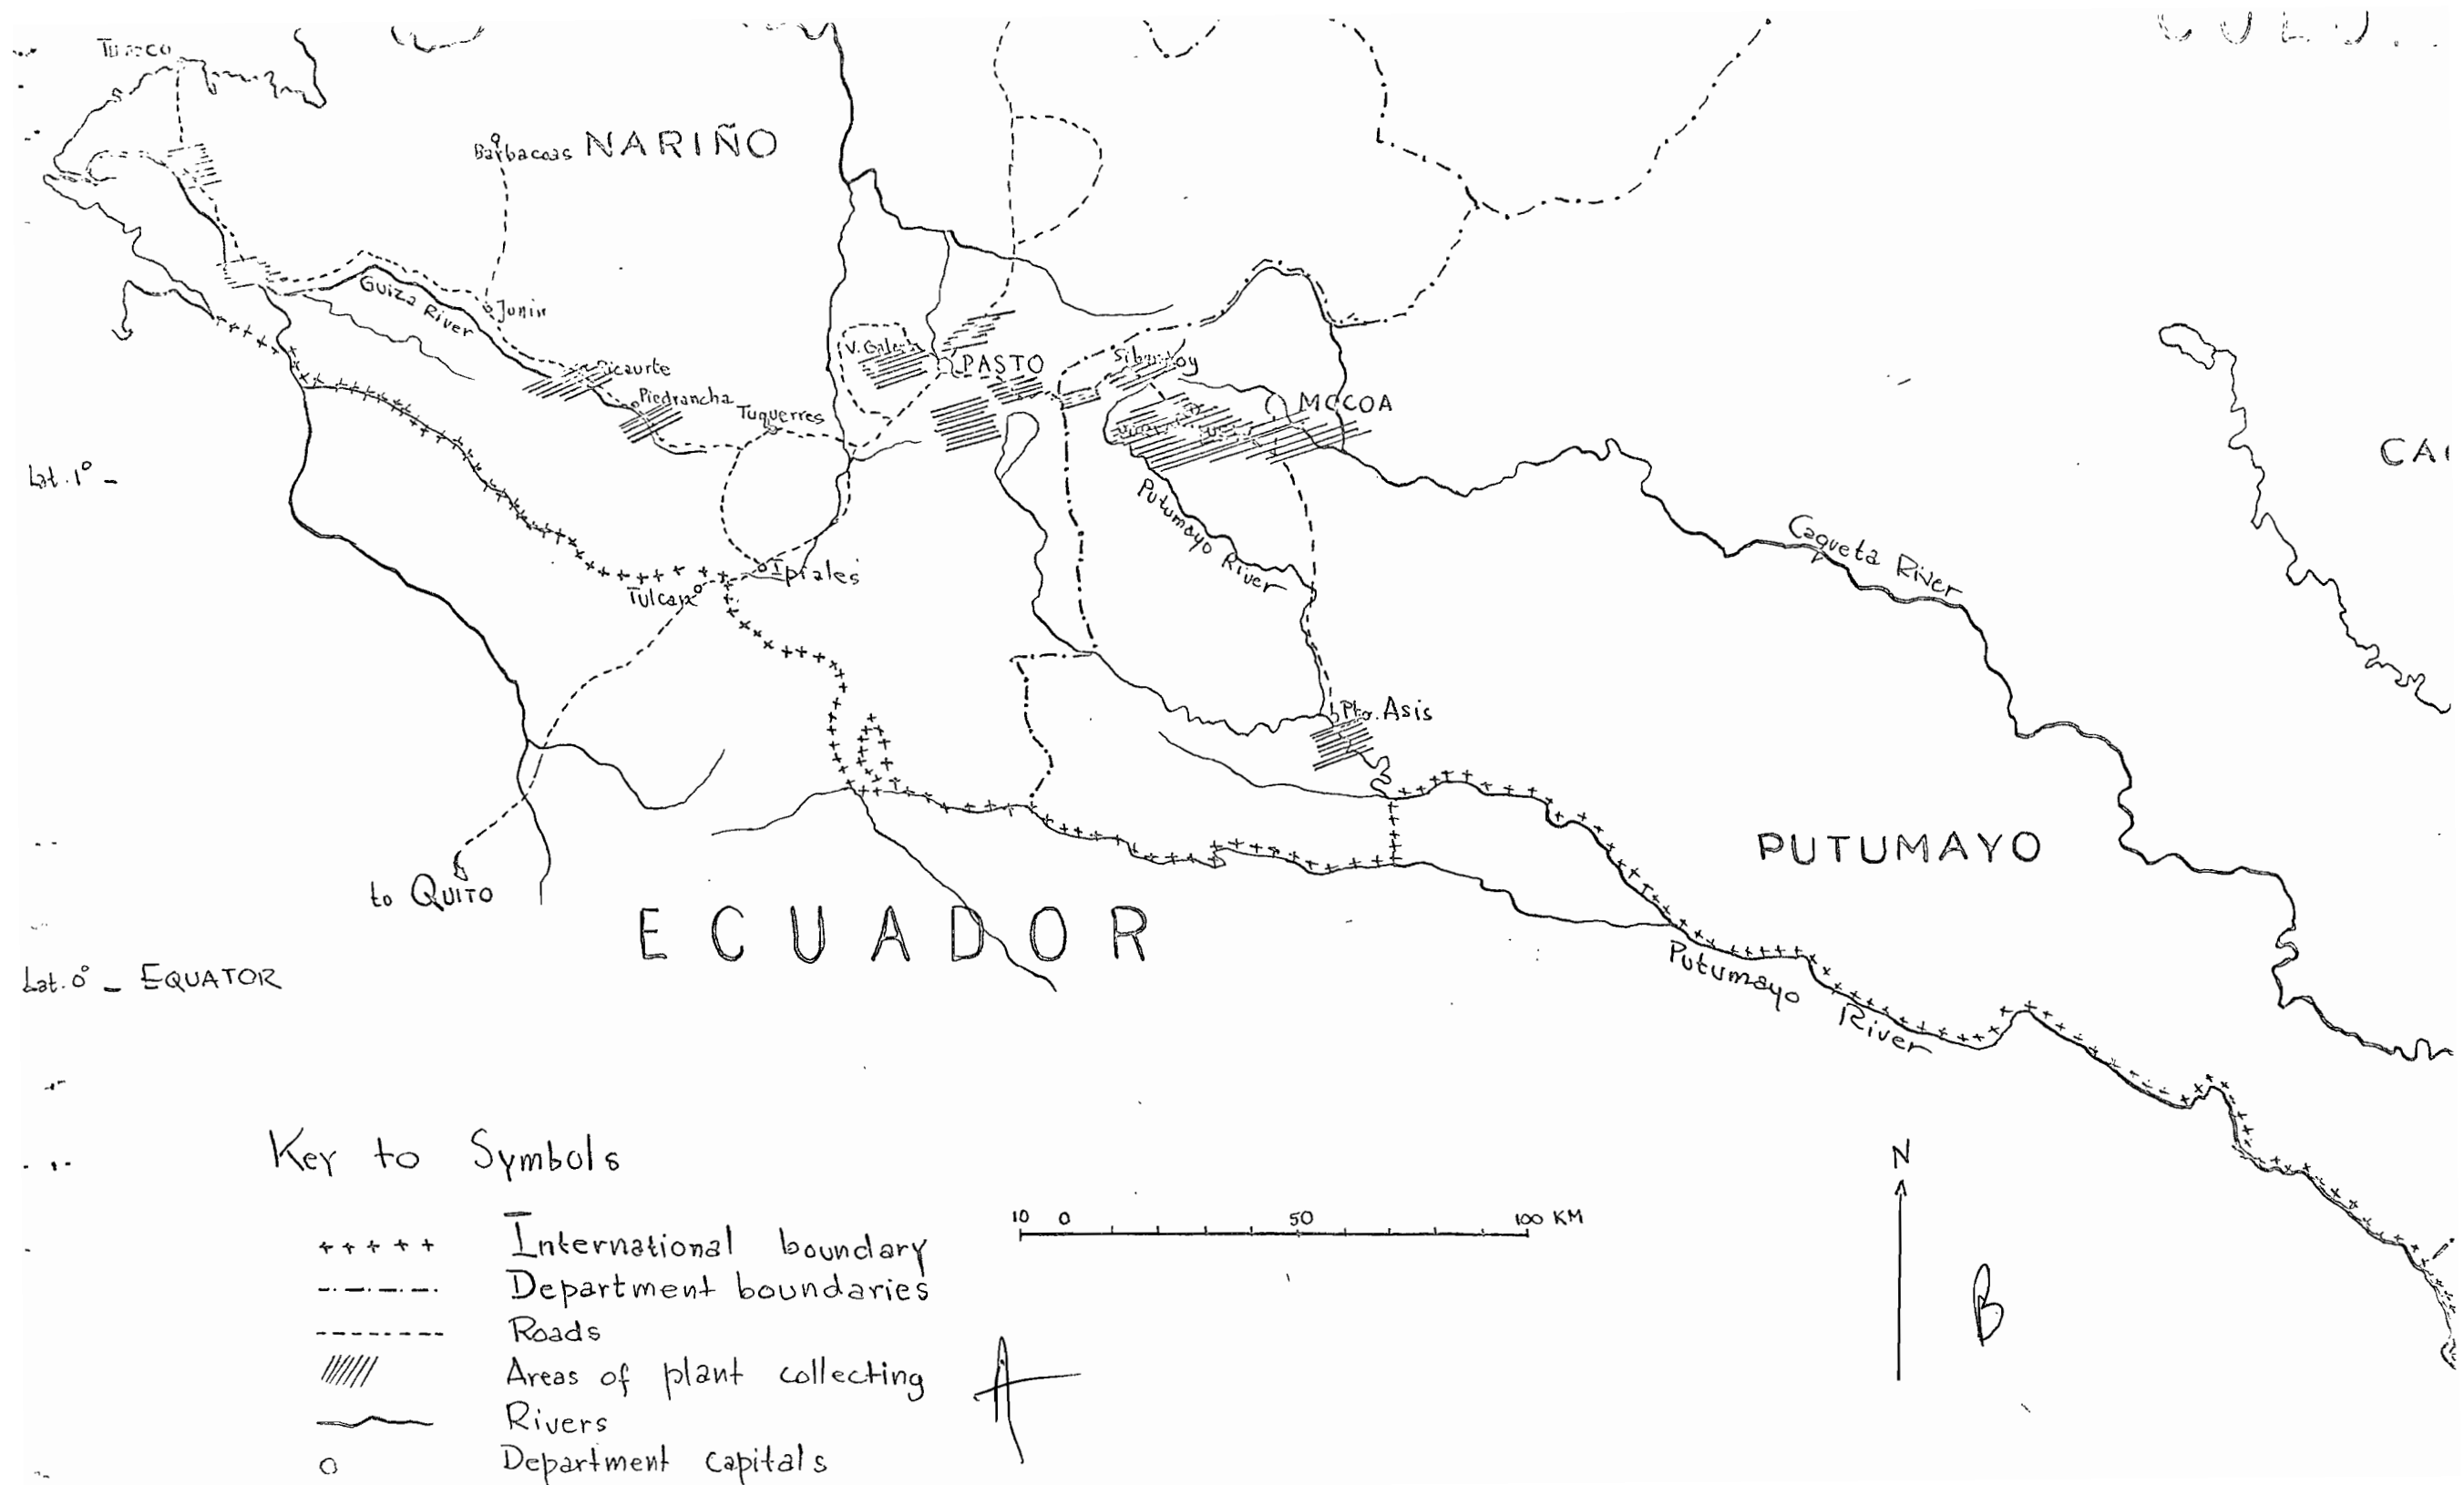 NARIÑO
Barbacoas
Guiza River
Junin
Ricaurte
Piedrancha
Tuquerres
V. Galeras
PASTO
Sibundoy
MOCOA
CA
Lat. 1° -
Putumayo River
Caqueta River
Ipiales
Tulcan
Pto. Asis
PUTUMAYO
to QUITO
ECUADOR
Lat. 0° - EQUATOR
Putumayo River
Key to Symbols
+ + + + + International boundary
-.-.-.-. Department boundaries
-------- Roads
Areas of plant collecting
Rivers
o Department capitals
10 0 50 100 KM
N
A
B